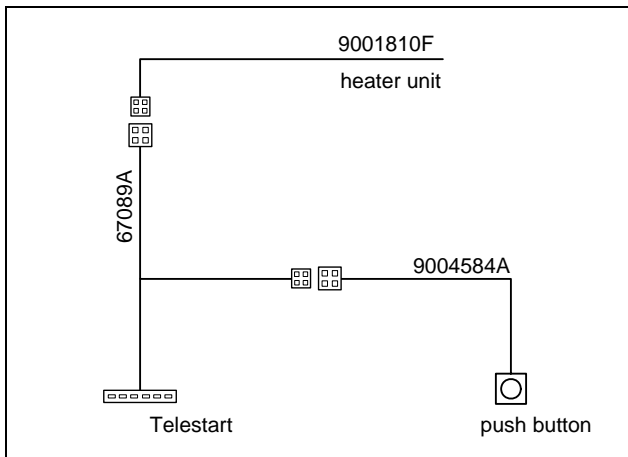 9001810F
heater unit
67089A
9004584A
Telestart
push button